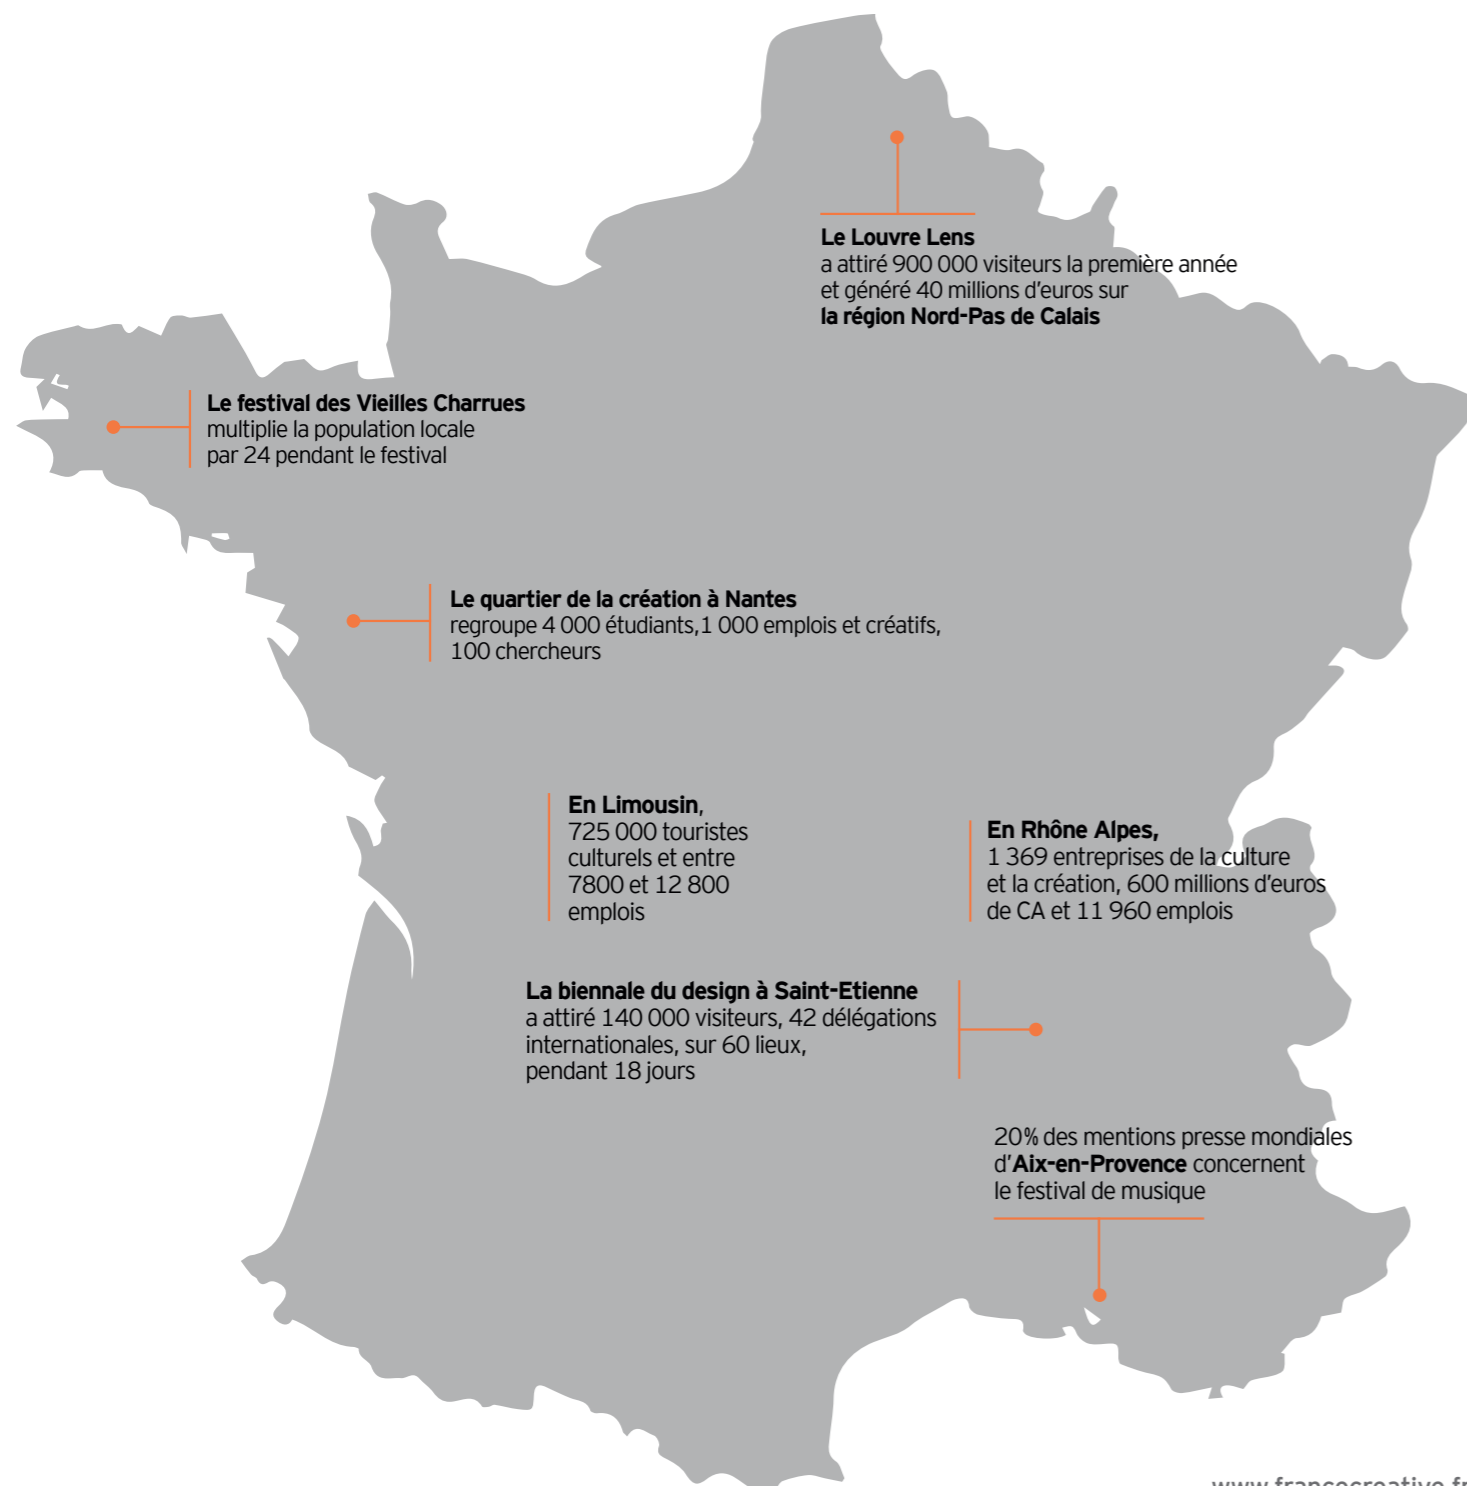 Le Louvre Lens
a attiré 900 000 visiteurs la première année
et généré 40 millions d'euros sur
la région Nord-Pas de Calais
Le festival des Vieilles Charrues
multiplie la population locale
par 24 pendant le festival
Le quartier de la création à Nantes
regroupe 4 000 étudiants,1 000 emplois et créatifs,
100 chercheurs
En Limousin,
725 000 touristes
culturels et entre
7800 et 12 800
emplois
En Rhône Alpes,
1 369 entreprises de la culture
et la création, 600 millions d'euros
de CA et 11 960 emplois
La biennale du design à Saint-Etienne
a attiré 140 000 visiteurs, 42 délégations
internationales, sur 60 lieux,
pendant 18 jours
20% des mentions presse mondiales
d'Aix-en-Provence concernent
le festival de musique
www.francecreative.fr